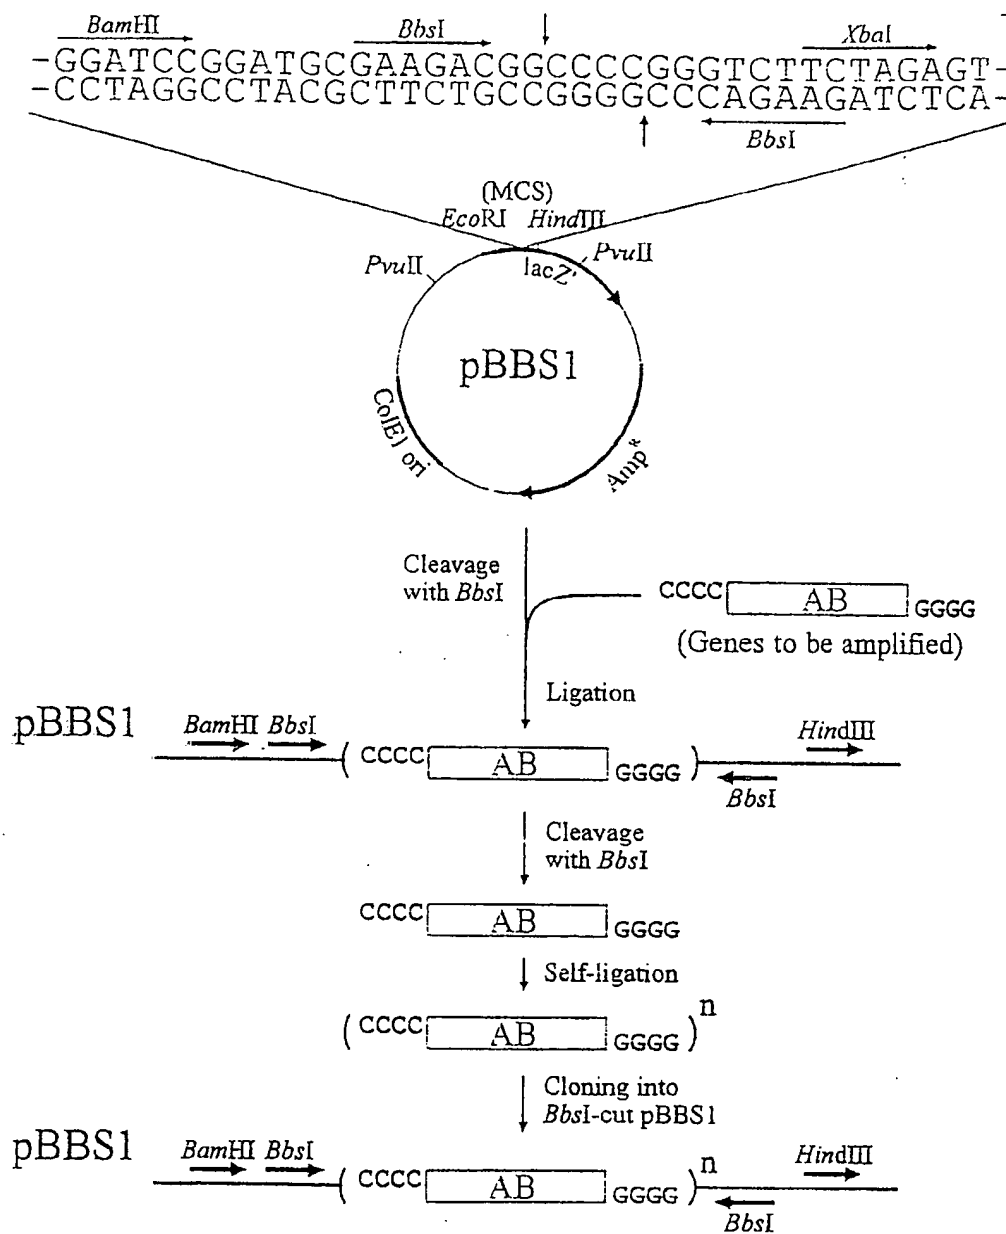 BamHI BbsI XbaI
-GGATCCGGATGCGAAGACGGCCCCCGGGTCTTCTAGAGT-
-CCTAGGCCTACGCTTCTGCCGGGGGCCCAGAAGATCTCA-
BbsI
(MCS)
EcoRI HindIII
PvuII lacZ' PvuII
pBBS1
ColE1 ori
Amp^R
Cleavage
with BbsI
CCCC AB GGGG
(Genes to be amplified)
Ligation
pBBS1
BamHI BbsI HindIII
( CCCC AB GGGG )
BbsI
Cleavage
with BbsI
CCCC AB GGGG
Self-ligation
( CCCC AB GGGG )n
Cloning into
BbsI-cut pBBS1
pBBS1
BamHI BbsI HindIII
( CCCC AB GGGG )n
BbsI